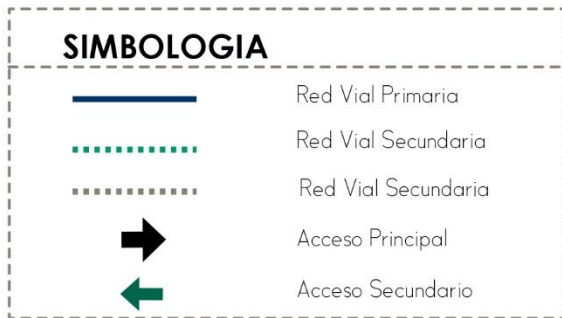 SIMBOLOGIA
Red Vial Primaria
Red Vial Secundaria
Red Vial Secundaria
Acceso Principal
Acceso Secundario